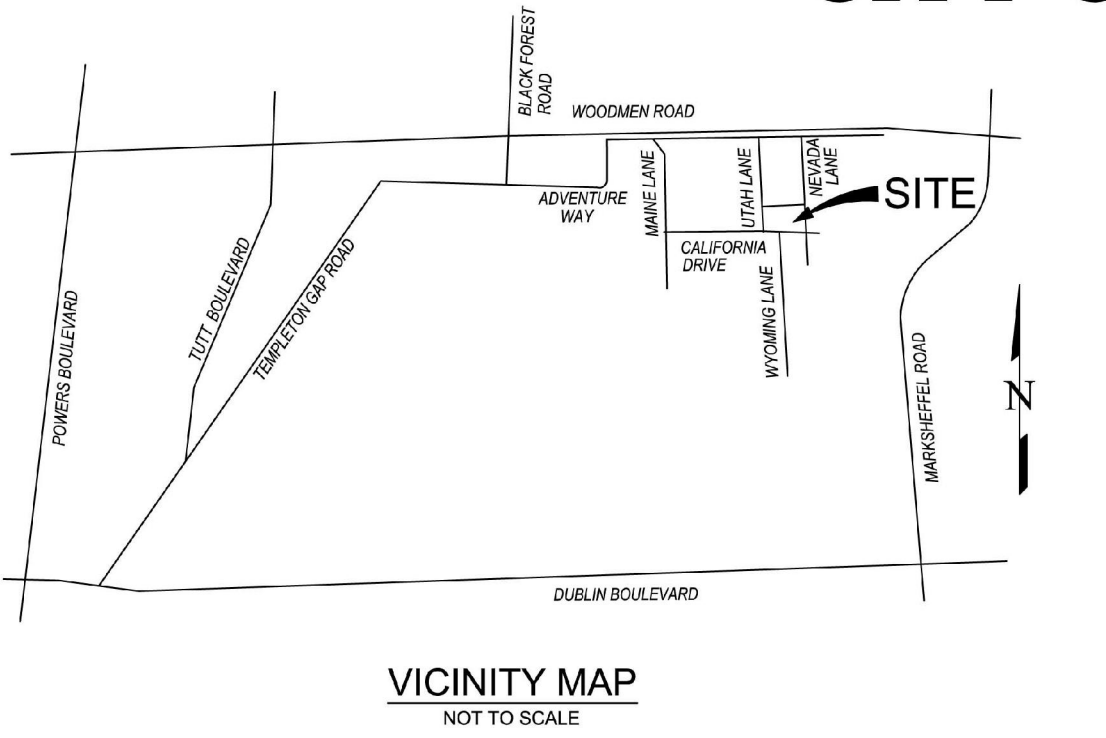 BLACK FOREST
ROAD
WOODMEN ROAD
MAINE LANE
UTAH LANE
NEVADA
LANE
SITE
ADVENTURE
WAY
CALIFORNIA
DRIVE
WYOMING LANE
TUTT BOULEVARD
TEMPLETON GAP ROAD
POWERS BOULEVARD
MARKSHEFFEL ROAD
N
DUBLIN BOULEVARD
VICINITY MAP
NOT TO SCALE